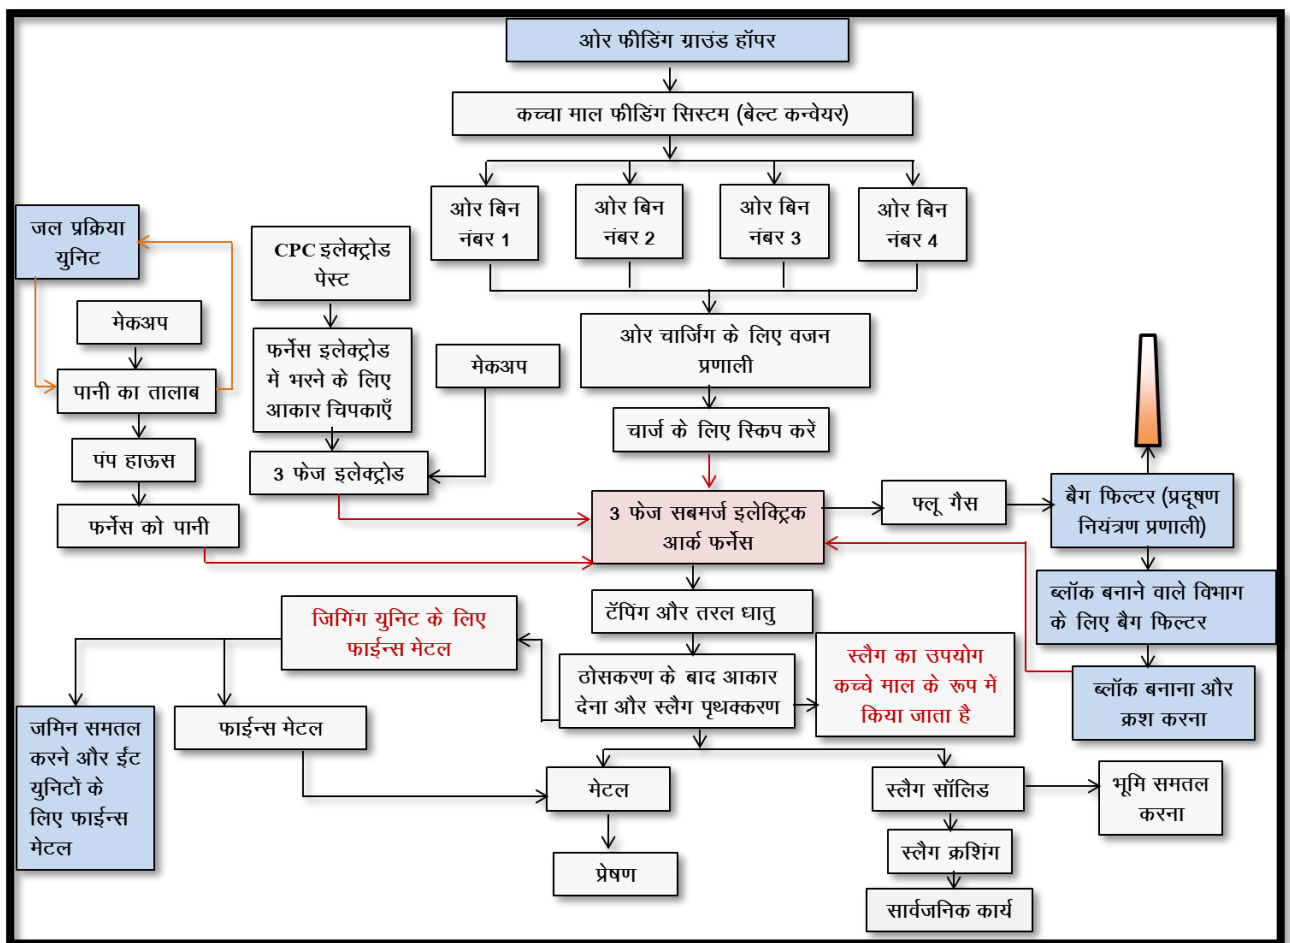 ओर फीडिंग ग्राउंड हॉपर
कच्चा माल फीडिंग सिस्टम (बेल्ट कन्वेयर)
ओर बिन
नंबर 1
ओर बिन
नंबर 2
ओर बिन
नंबर 3
ओर बिन
नंबर 4
जल प्रक्रिया
युनिट
CPC इलेक्ट्रोड
पेस्ट
मेकअप
फर्नेस इलेक्ट्रोड
में भरने के लिए
आकार चिपकाएँ
मेकअप
ओर चार्जिंग के लिए वजन
प्रणाली
पानी का तालाब
चार्ज के लिए स्किप करें
पंप हाऊस
3 फेज इलेक्ट्रोड
फर्नेस को पानी
3 फेज सबमर्ज इलेक्ट्रिक
आर्क फर्नेस
फ्लू गैस
बैग फिल्टर (प्रदूषण
नियंत्रण प्रणाली)
ब्लॉक बनाने वाले विभाग
के लिए बैग फिल्टर
टॅपिंग और तरल धातु
जिगिंग युनिट के लिए
फाईन्स मेटल
ठोसकरण के बाद आकार
देना और स्लैग पृथक्करण
स्लैग का उपयोग
कच्चे माल के रूप में
किया जाता है
ब्लॉक बनाना और
क्रश करना
जमिन समतल
करने और ईंट
युनिटों के
लिए फाईन्स
मेटल
फाईन्स मेटल
मेटल
स्लैग सॉलिड
भूमि समतल
करना
प्रेषण
स्लैग क्रशिंग
सार्वजनिक कार्य